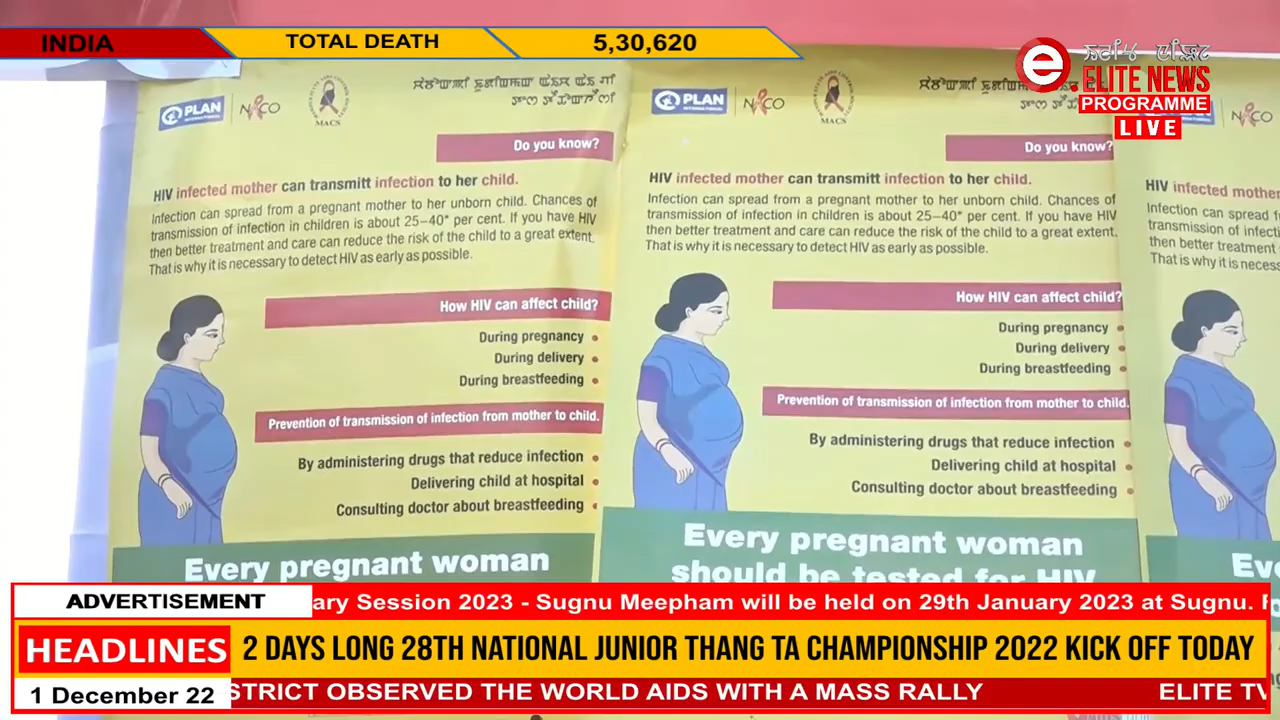 INDIA
TOTAL DEATH
5,30,620
e
ELITE NEWS
PROGRAMME
LIVE
PLAN
INTERNATIONAL
NACO
MACS
Do you know?
HIV infected mother can transmitt infection to her child.
Infection can spread from a pregnant mother to her unborn child. Chances of
transmission of infection in children is about 25–40* per cent. If you have HIV
then better treatment and care can reduce the risk of the child to a great extent.
That is why it is necessary to detect HIV as early as possible.
How HIV can affect child?
During pregnancy •
During delivery •
During breastfeeding •
Prevention of transmission of infection from mother to child.
By administering drugs that reduce infection •
Delivering child at hospital •
Consulting doctor about breastfeeding •
Every pregnant woman
PLAN
INTERNATIONAL
NACO
MACS
Do you know?
HIV infected mother can transmitt infection to her child.
Infection can spread from a pregnant mother to her unborn child. Chances of
transmission of infection in children is about 25–40* per cent. If you have HIV
then better treatment and care can reduce the risk of the child to a great extent.
That is why it is necessary to detect HIV as early as possible.
How HIV can affect child?
During pregnancy •
During delivery •
During breastfeeding •
Prevention of transmission of infection from mother to child.
By administering drugs that reduce infection •
Delivering child at hospital •
Consulting doctor about breastfeeding •
Every pregnant woman
should be tested for HIV
NACO
HIV infected mother
Infection can spread
transmission of
then better treatment
That is why it is
ADVERTISEMENT
ary Session 2023 - Sugnu Meepham will be held on 29th January 2023 at Sugnu.
HEADLINES
2 DAYS LONG 28TH NATIONAL JUNIOR THANG TA CHAMPIONSHIP 2022 KICK OFF TODAY
1 December 22
STRICT OBSERVED THE WORLD AIDS WITH A MASS RALLY
ELITE TV